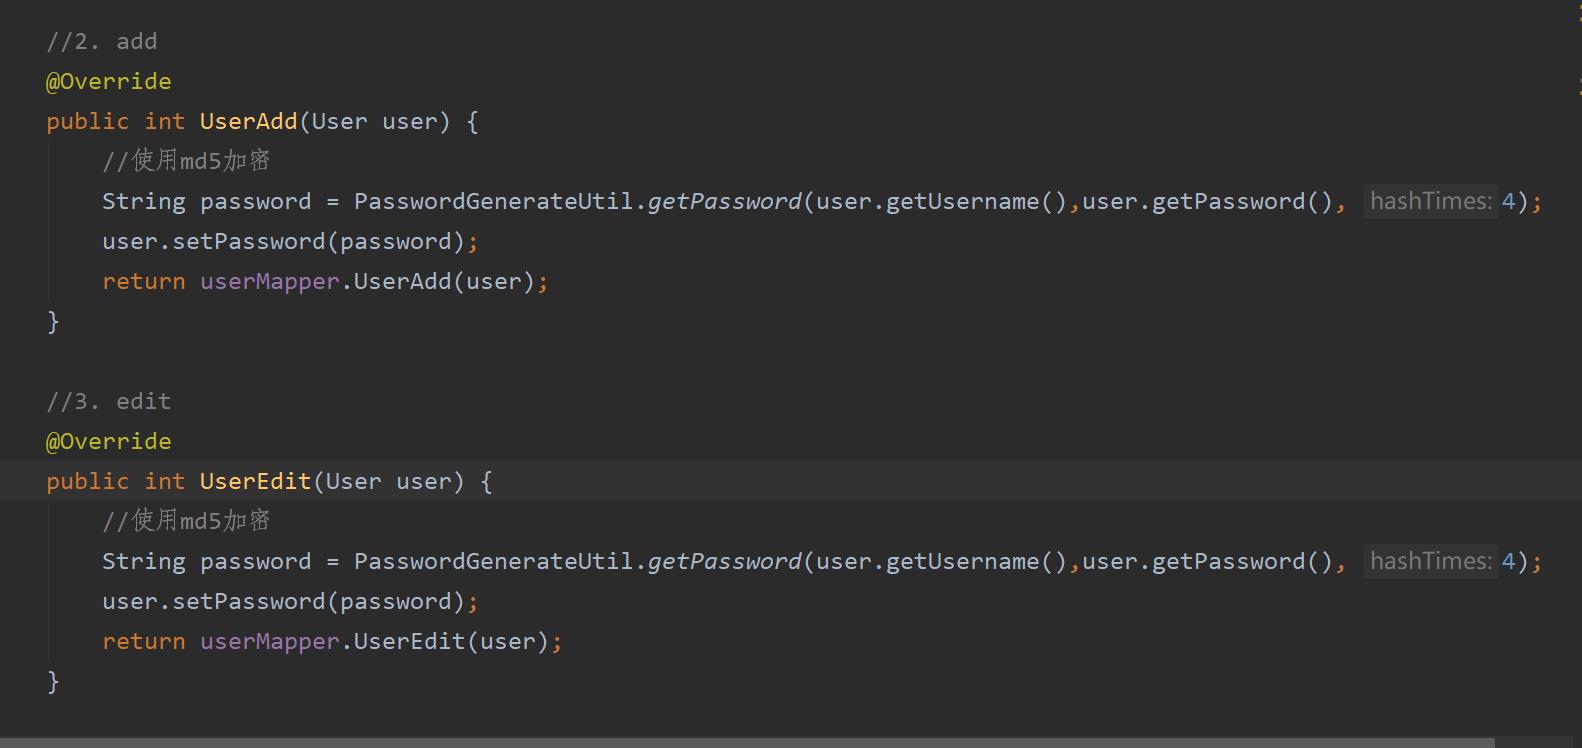 //2. add
@Override
public int UserAdd(User user) {
//使用md5加密
String password = PasswordGenerateUtil.getPassword(user.getUsername(),user.getPassword(), hashTimes: 4);
user.setPassword(password);
return userMapper.UserAdd(user);
}
//3. edit
@Override
public int UserEdit(User user) {
//使用md5加密
String password = PasswordGenerateUtil.getPassword(user.getUsername(),user.getPassword(), hashTimes: 4);
user.setPassword(password);
return userMapper.UserEdit(user);
}